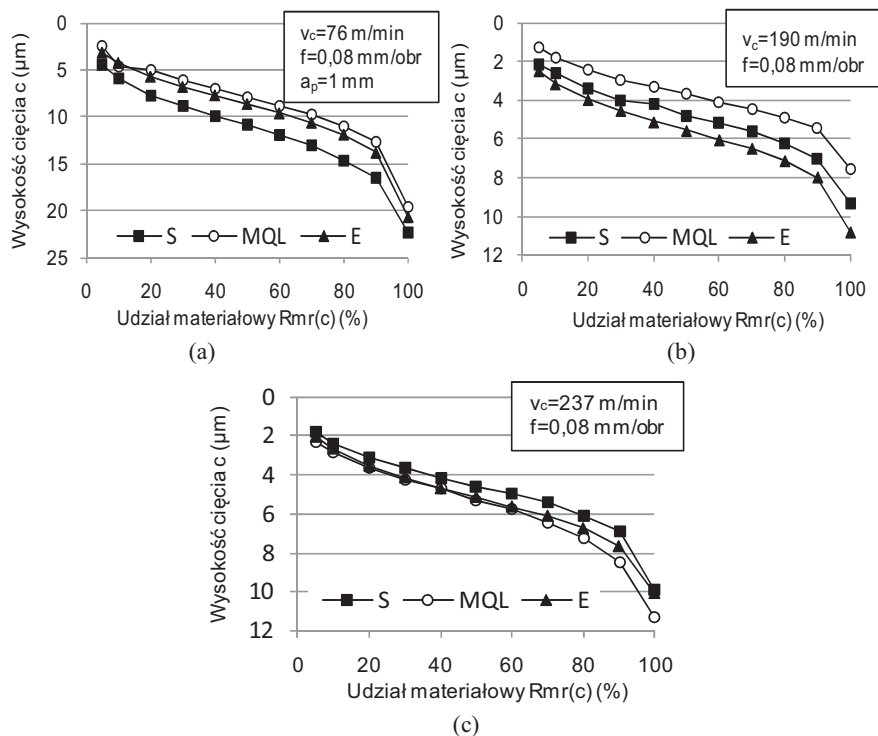 v_c=76 m/min
f=0,08 mm/obr
a_p=1 mm
Wysokość cięcia c (µm)
0
5
10
15
20
25
S MQL E
0 20 40 60 80 100
Udział materiałowy Rmr(c) (%)
(a)
v_c=190 m/min
f=0,08 mm/obr
Wysokość cięcia c (µm)
0
2
4
6
8
10
12
S MQL E
0 20 40 60 80 100
Udział materiałowy Rmr(c) (%)
(b)
vc=237 m/min
f=0,08 mm/obr
Wysokość cięcia c (µm)
0
2
4
6
8
10
12
S MQL E
0 20 40 60 80 100
Udział materiałowy Rmr(c) (%)
(c)